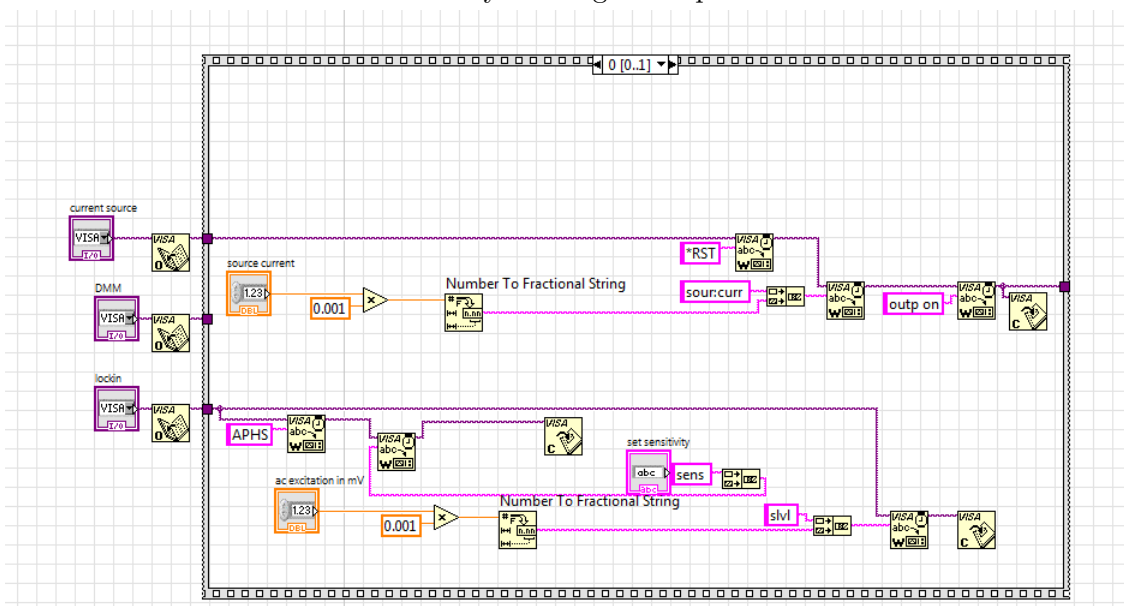 0 [0..1]
current source
VISA
I/O
VISA
O
source current
1.23
DBL
0.001
x
Number To Fractional String
# n.nn
*RST
VISA
abc
W
sour:curr
VISA
abc
W
outp on
VISA
abc
W
VISA
C
DMM
VISA
I/O
VISA
O
lockin
VISA
I/O
VISA
O
APHS
VISA
abc
W
VISA
abc
W
VISA
C
set sensitivity
abc
abc
sens
ac excitation in mV
1.23
DBL
0.001
x
Number To Fractional String
# n.nn
slvl
VISA
abc
W
VISA
C